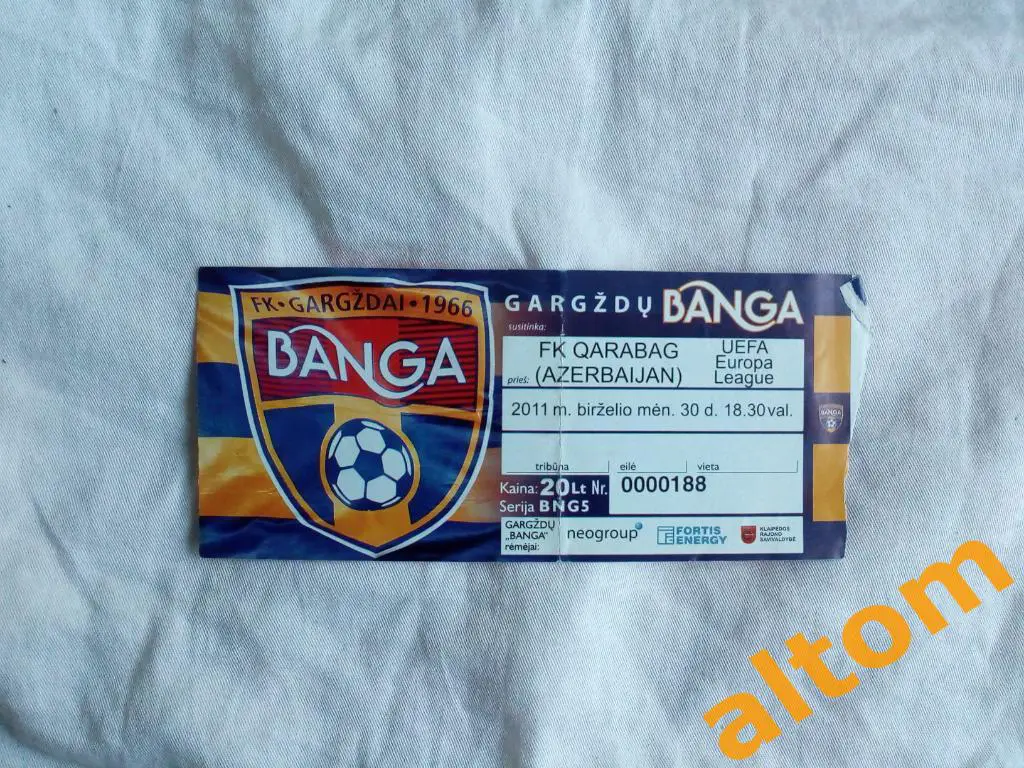 FK · GARGŽDAI · 1966
BANGA
GARGŽDŲ BANGA
susitinka:
FK QARABAG
prieš: (AZERBAIJAN)
UEFA
Europa
League
2011 m. birželio mėn. 30 d. 18.30 val.
tribūna eilė vieta
Kaina: 20 Lt Nr. 0000188
Serija BNG5
GARGŽDŲ
„BANGA“
rėmėjai:
neogroup
FORTIS
ENERGY
KLAIPĖDOS
RAJONO
SAVIVALDYBĖ
BANGA
altom